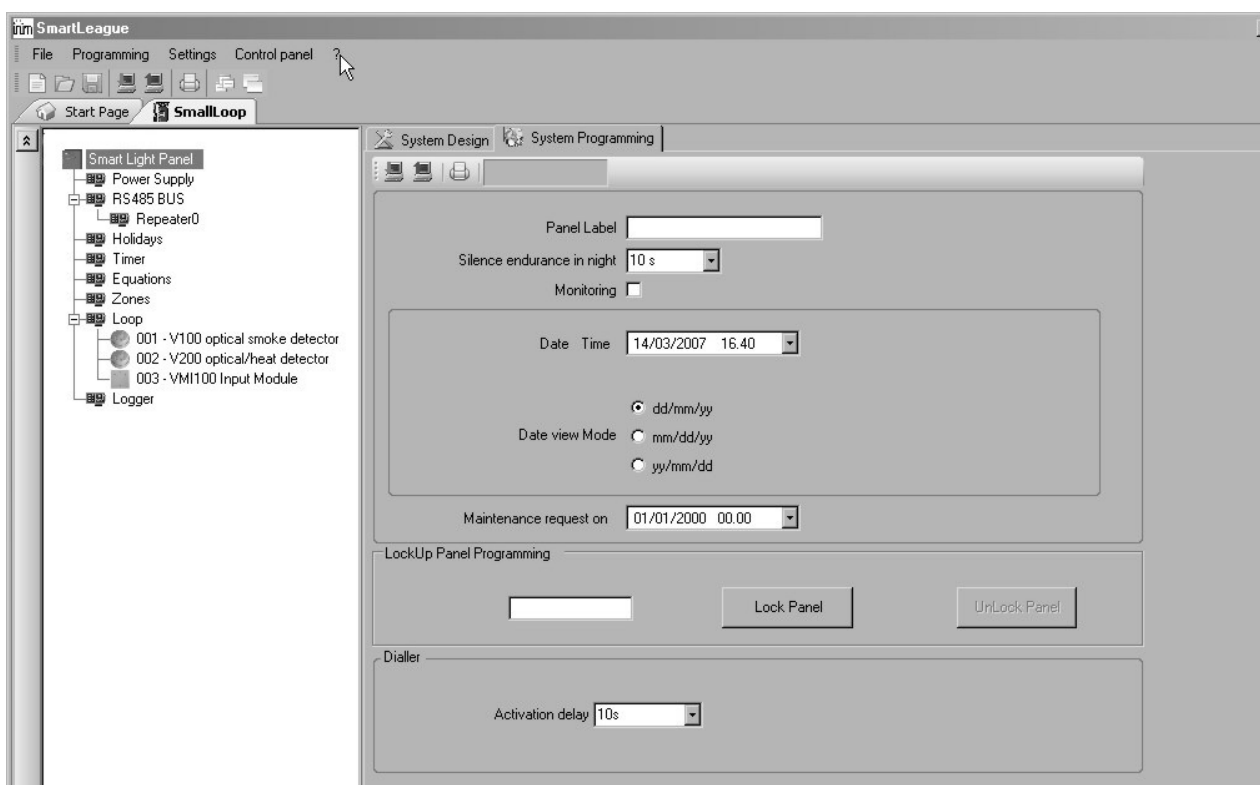 inim SmartLeague
File Programming Settings Control panel ?
Start Page SmallLoop
Smart Light Panel
Power Supply
RS485 BUS
Repeater0
Holidays
Timer
Equations
Zones
Loop
001 - V100 optical smoke detector
002 - V200 optical/heat detector
003 - VMI100 Input Module
Logger
System Design System Programming
Panel Label
Silence endurance in night 10 s
Monitoring
Date Time 14/03/2007 16.40
dd/mm/yy
Date view Mode mm/dd/yy
yy/mm/dd
Maintenance request on 01/01/2000 00.00
LockUp Panel Programming
Lock Panel UnLock Panel
Dialler
Activation delay 10s